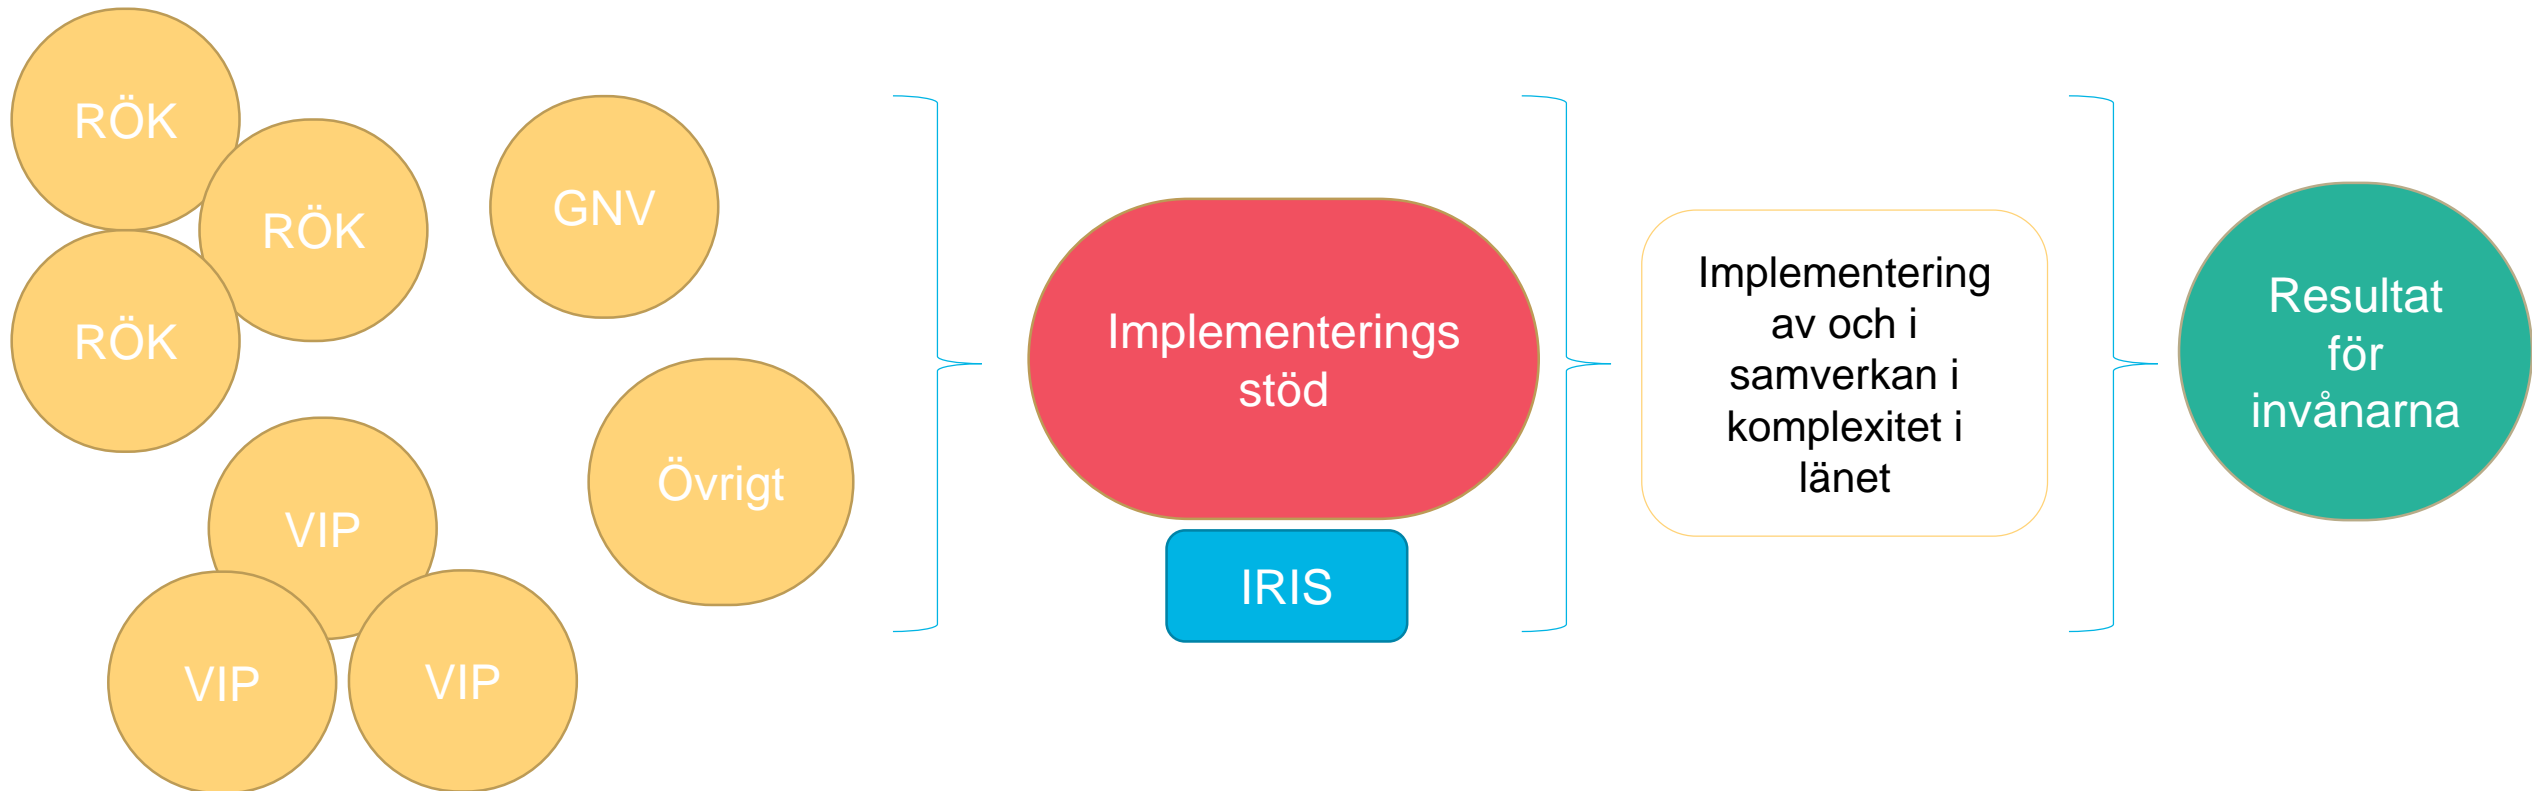 RÖK
RÖK
RÖK
GNV
Övrigt
VIP
VIP
VIP
Implementerings
stöd
IRIS
Implementering
av och i
samverkan i
komplexitet i
länet
Resultat
för
invånarna